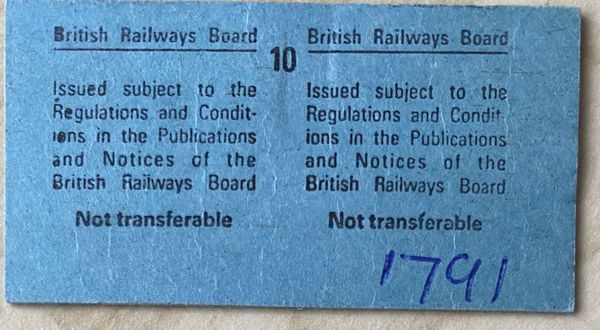 British Railways Board
Issued subject to the
Regulations and Condit-
ions in the Publications
and Notices of the
British Railways Board
Not transferable
10
British Railways Board
Issued subject to the
Regulations and Condit-
ions in the Publications
and Notices of the
British Railways Board
Not transferable
1791